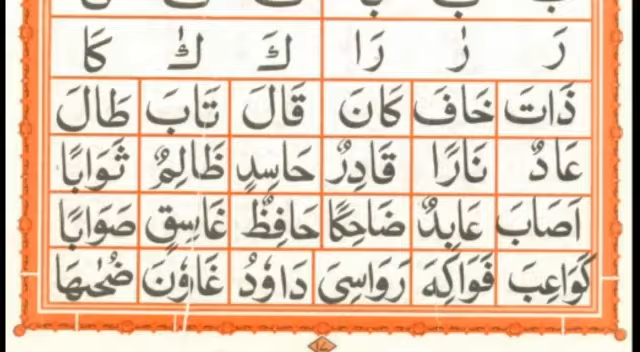 رَ رٰ رَا كَ كٰ كَا
ذَاتَ خَافَ كَانَ قَالَ تَابَ طَالَ
عَادٌ نَارًا قَادِرٌ حَاسِدٍ ظَالِمٌ ثَوَابًا
اَصَابَ عَابِدٌ ضَاحِكًا حَافِظٌ غَاسِقٍ صَوَابًا
كَوَاعِبَ فَوَاكِهَ رَوَاسِىَ دَاوٗدُ غَاوٗنَ ضُحٰىهَا